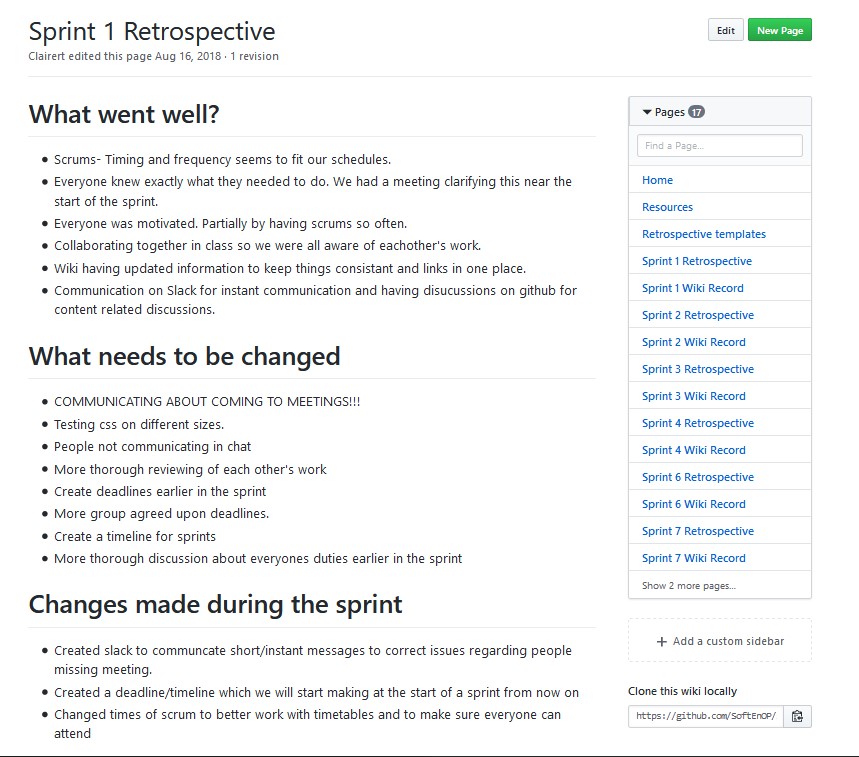 Sprint 1 Retrospective
Edit
New Page
Clairert edited this page Aug 16, 2018 · 1 revision
What went well?
• Scrums- Timing and frequency seems to fit our schedules.
• Everyone knew exactly what they needed to do. We had a meeting clarifying this near the
start of the sprint.
• Everyone was motivated. Partially by having scrums so often.
• Collaborating together in class so we were all aware of eachother's work.
• Wiki having updated information to keep things consistant and links in one place.
• Communication on Slack for instant communication and having disucussions on github for
content related discussions.
What needs to be changed
• COMMUNICATING ABOUT COMING TO MEETINGS!!!
• Testing css on different sizes.
• People not communicating in chat
• More thorough reviewing of each other's work
• Create deadlines earlier in the sprint
• More group agreed upon deadlines.
• Create a timeline for sprints
• More thorough discussion about everyones duties earlier in the sprint
Changes made during the sprint
• Created slack to communcate short/instant messages to correct issues regarding people
missing meeting.
• Created a deadline/timeline which we will start making at the start of a sprint from now on
• Changed times of scrum to better work with timetables and to make sure everyone can
attend
Pages 17
Find a Page...
Home
Resources
Retrospective templates
Sprint 1 Retrospective
Sprint 1 Wiki Record
Sprint 2 Retrospective
Sprint 2 Wiki Record
Sprint 3 Retrospective
Sprint 3 Wiki Record
Sprint 4 Retrospective
Sprint 4 Wiki Record
Sprint 6 Retrospective
Sprint 6 Wiki Record
Sprint 7 Retrospective
Sprint 7 Wiki Record
Show 2 more pages...
+ Add a custom sidebar
Clone this wiki locally
https://github.com/SoftEnOP/